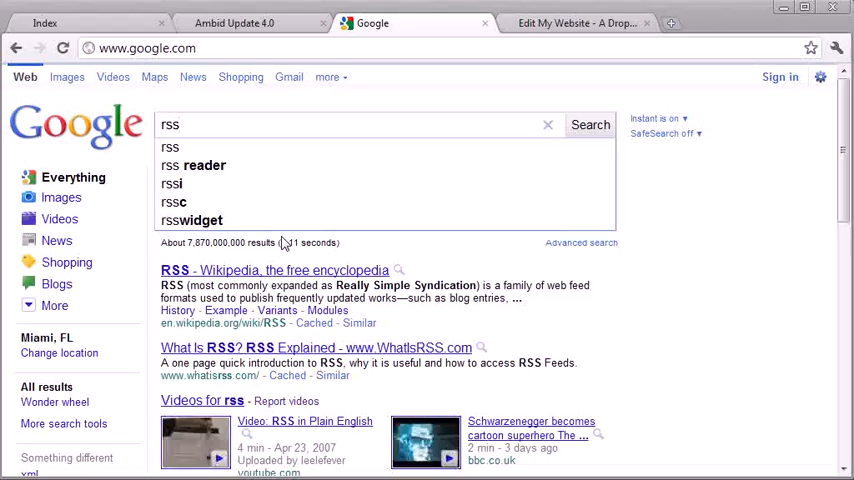 Index
Ambid Update 4.0
Google
Edit My Website - A Drop...
www.google.com
Web Images Videos Maps News Shopping Gmail more
Sign in
Google
rss
Search
Instant is on ▼
SafeSearch off ▼
rss
rss reader
rssi
rssc
rsswidget
Everything
Images
Videos
News
Shopping
Blogs
More
Miami, FL
Change location
All results
Wonder wheel
More search tools
Something different
xml
About 7,870,000,000 results 11 seconds)
Advanced search
RSS - Wikipedia, the free encyclopedia
RSS (most commonly expanded as Really Simple Syndication) is a family of web feed
formats used to publish frequently updated works—such as blog entries, ...
History - Example - Variants - Modules
en.wikipedia.org/wiki/RSS - Cached - Similar
What Is RSS? RSS Explained - www.WhatIsRSS.com/
A one page quick introduction to RSS, why it is useful and how to access RSS Feeds.
www.whatisrss.com/ - Cached - Similar
Videos for rss - Report videos
Video: RSS in Plain English
4 min - Apr 23, 2007
Uploaded by leelefever
youtube.com
Schwarzenegger becomes
cartoon superhero The ...
2 min - 3 days ago
bbc.co.uk